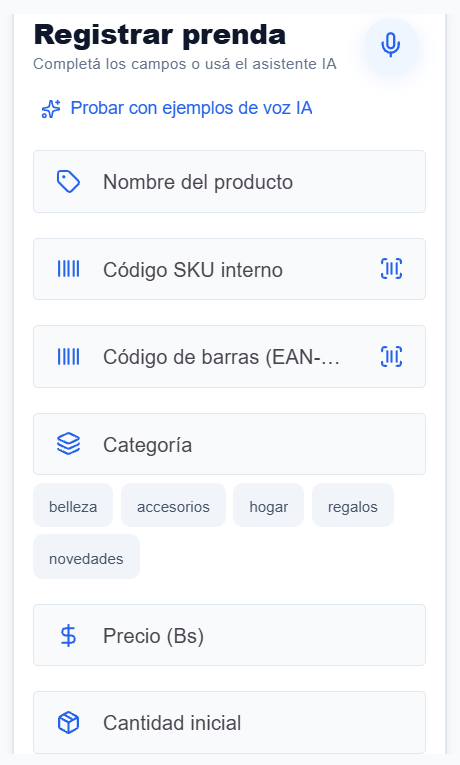 Registrar prenda
Completá los campos o usá el asistente IA
Probar con ejemplos de voz IA
Nombre del producto
Código SKU interno
Código de barras (EAN-…
Categoría
belleza
accesorios
hogar
regalos
novedades
Precio (Bs)
Cantidad inicial